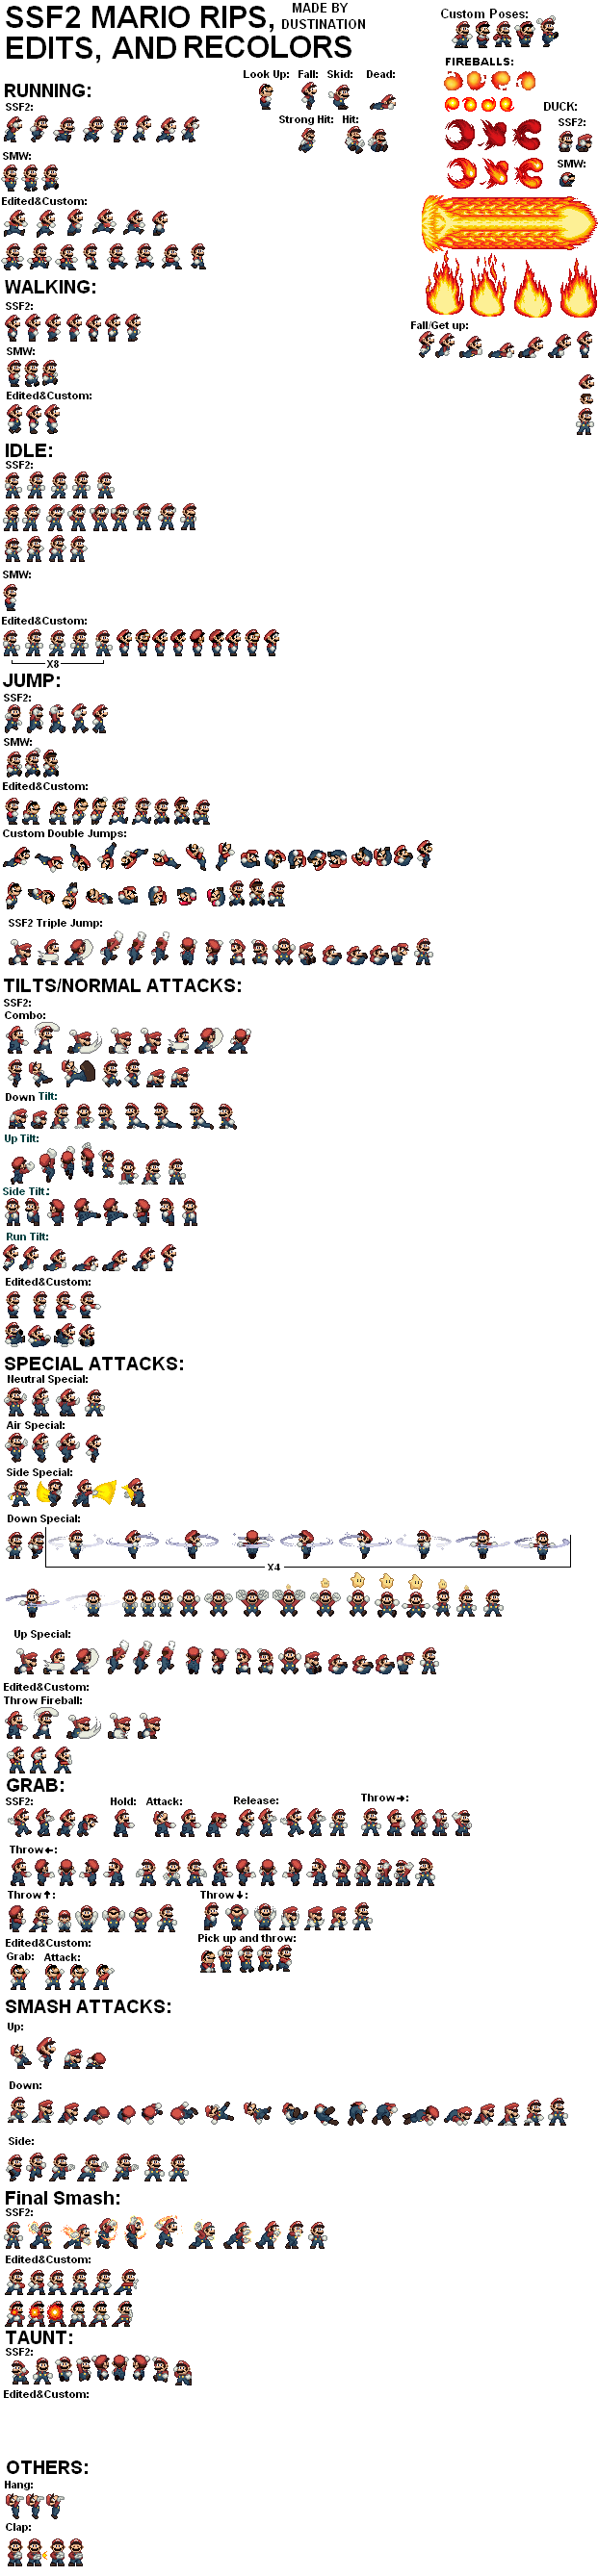 SSF2 MARIO RIPS,
EDITS, AND RECOLORS
MADE BY
DUSTINATION
Custom Poses:
FIREBALLS:
Look Up:
Fall:
Skid:
Dead:
Strong Hit:
Hit:
DUCK:
SSF2:
SMW:
RUNNING:
SSF2:
SMW:
Edited&Custom:
WALKING:
SSF2:
Fall/Get up:
SMW:
Edited&Custom:
IDLE:
SSF2:
SMW:
Edited&Custom:
X8
JUMP:
SSF2:
SMW:
Edited&Custom:
Custom Double Jumps:
SSF2 Triple Jump:
TILTS/NORMAL ATTACKS:
SSF2:
Combo:
Down Tilt:
Up Tilt:
Side Tilt:
Run Tilt:
Edited&Custom:
SPECIAL ATTACKS:
Neutral Special:
Air Special:
Side Special:
Down Special:
X4
Up Special:
Edited&Custom:
Throw Fireball:
GRAB:
SSF2:
Hold:
Attack:
Release:
Throw→:
Throw←:
Throw↑:
Throw↓:
Edited&Custom:
Pick up and throw:
Grab:
Attack:
SMASH ATTACKS:
Up:
Down:
Side:
Final Smash:
SSF2:
Edited&Custom:
TAUNT:
SSF2:
Edited&Custom:
OTHERS:
Hang:
Clap: